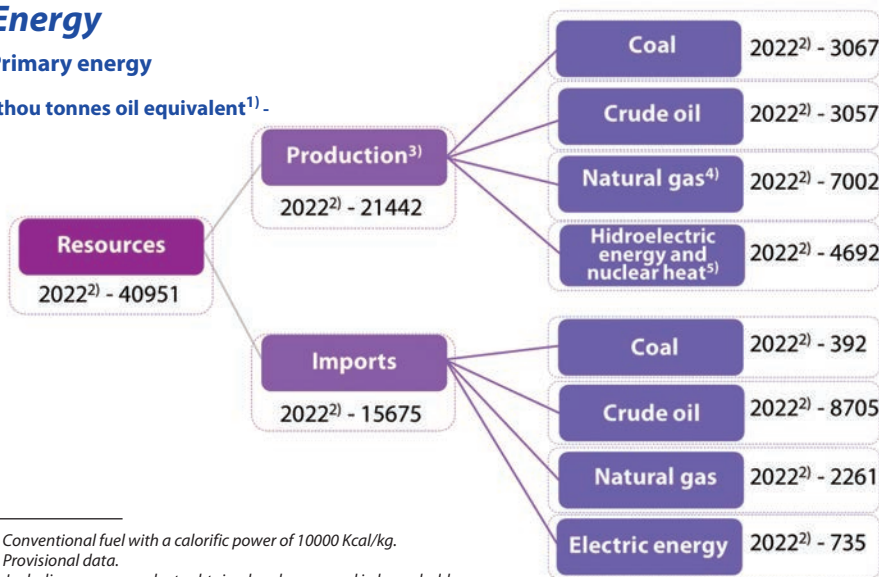 Energy
Primary energy
thou tonnes oil equivalent1) -
Resources
20222) - 40951
Production3)
20222) - 21442
Coal
20222) - 3067
Crude oil
20222) - 3057
Natural gas4)
20222) - 7002
Hidroelectric
energy and
nuclear heat5)
20222) - 4692
Imports
20222) - 15675
Coal
20222) - 392
Crude oil
20222) - 8705
Natural gas
20222) - 2261
Electric energy
20222) - 735
Conventional fuel with a calorific power of 10000 Kcal/kg.
Provisional data.